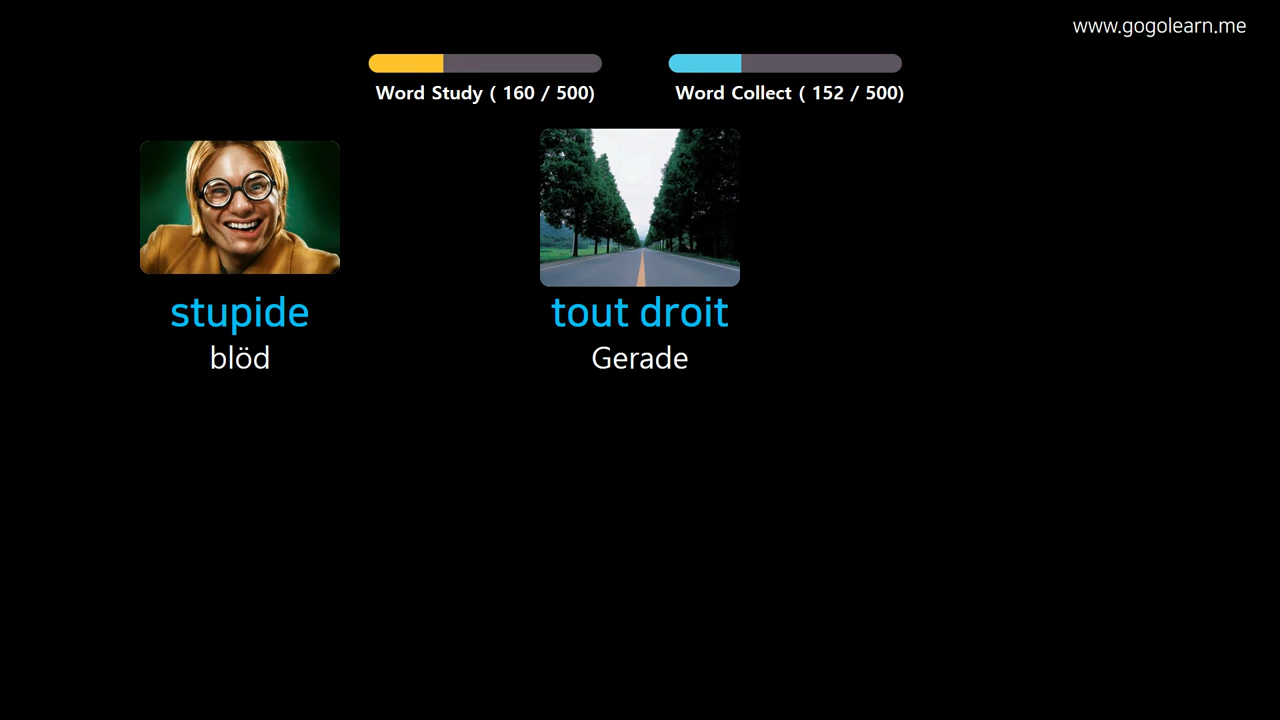 www.gogolearn.me
Word Study ( 160 / 500)
Word Collect ( 152 / 500)
stupide
blöd
tout droit
Gerade